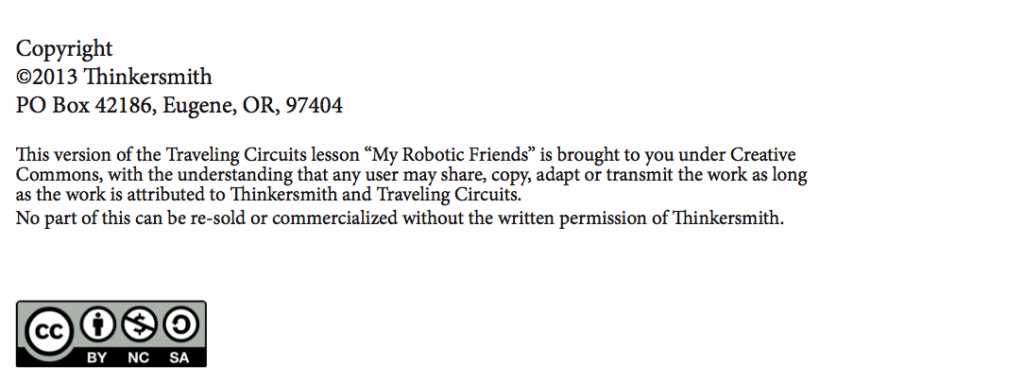 Copyright
©2013 Thinkersmith
PO Box 42186, Eugene, OR, 97404
This version of the Traveling Circuits lesson “My Robotic Friends” is brought to you under Creative
Commons, with the understanding that any user may share, copy, adapt or transmit the work as long
as the work is attributed to Thinkersmith and Traveling Circuits.
No part of this can be re-sold or commercialized without the written permission of Thinkersmith.
cc
BY NC SA